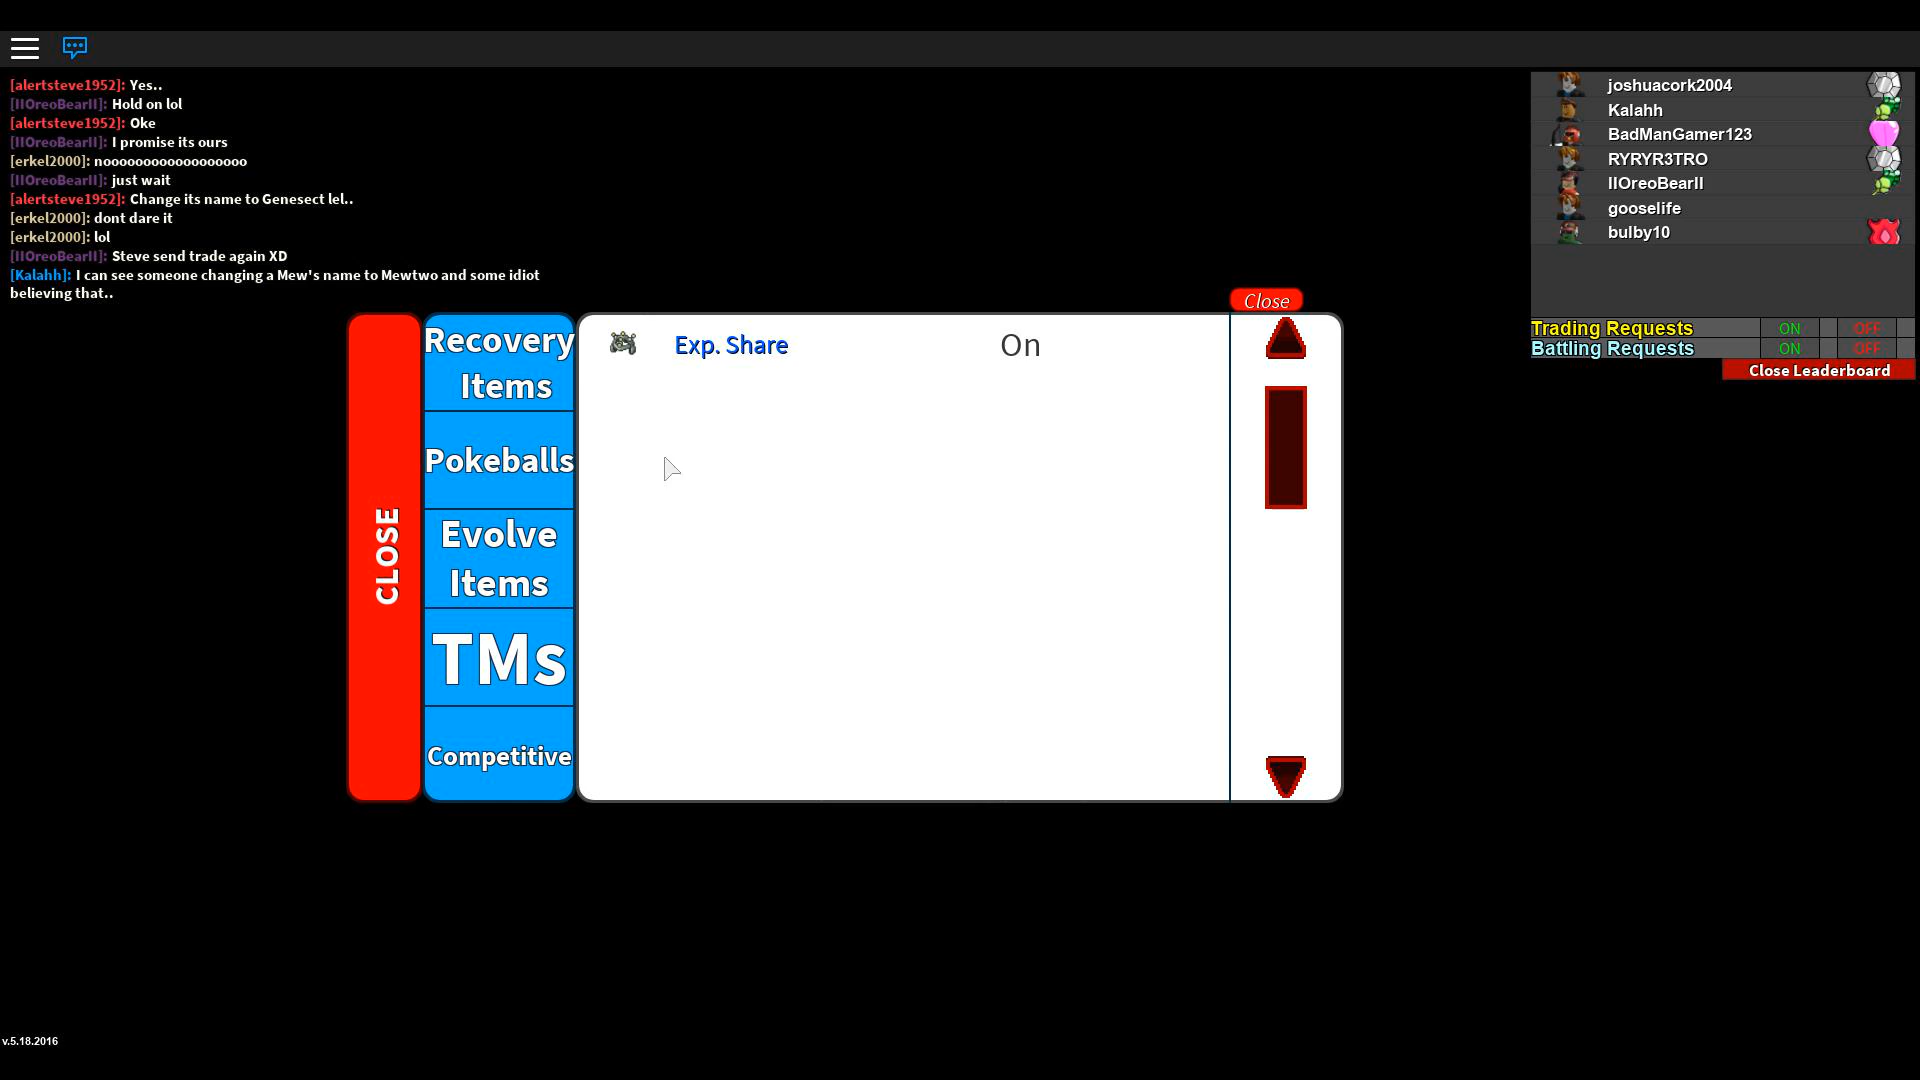 [alertsteve1952]: Yes..
[IIOreoBearII]: Hold on lol
[alertsteve1952]: Oke
[IIOreoBearII]: I promise its ours
[erkel2000]: noooooooooooooooooo
[IIOreoBearII]: just wait
[alertsteve1952]: Change its name to Genesect lel..
[erkel2000]: dont dare it
[erkel2000]: lol
[IIOreoBearII]: Steve send trade again XD
[Kalahh]: I can see someone changing a Mew's name to Mewtwo and some idiot
believing that..
joshuacork2004
Kalahh
BadManGamer123
RYRYR3TRO
IIOreoBearII
gooselife
bulby10
Trading Requests ON OFF
Battling Requests ON OFF
Close Leaderboard
Close
CLOSE
Recovery
Items
Pokeballs
Evolve
Items
TMs
Competitive
Exp. Share On
v.5.18.2016